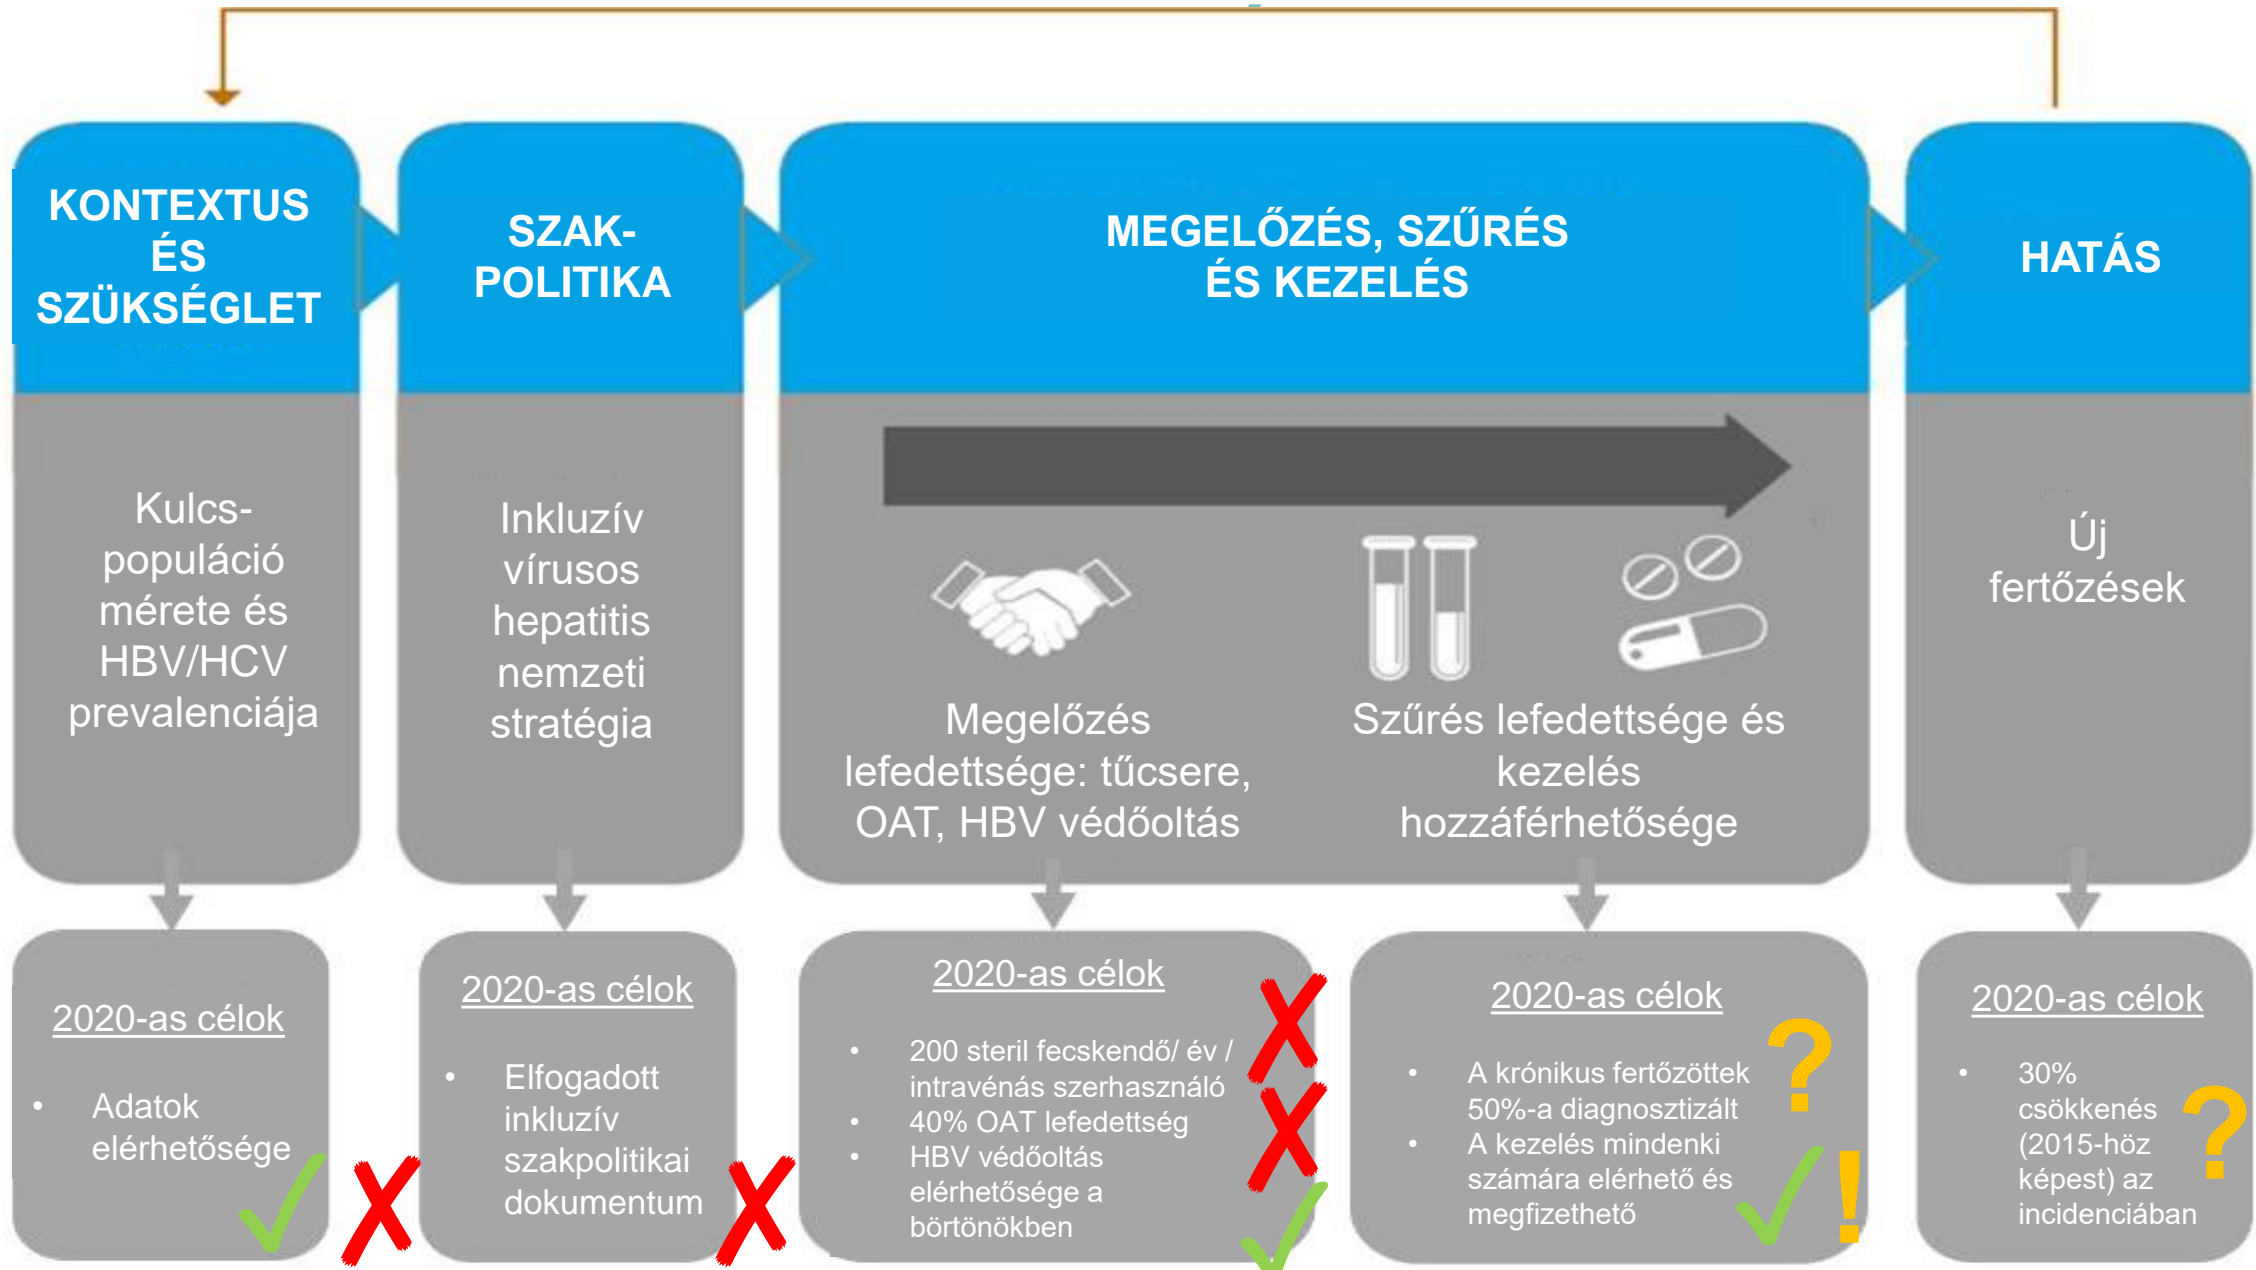 KONTEXTUS
ÉS
SZÜKSÉGLET
SZAK-
POLITIKA
MEGELŐZÉS, SZŰRÉS
ÉS KEZELÉS
HATÁS
Kulcs-
populáció
mérete és
HBV/HCV
prevalenciája
Inkluzív
vírusos
hepatitis
nemzeti
stratégia
Megelőzés
lefedettsége: tűcsere,
OAT, HBV védőoltás
Szűrés lefedettsége és
kezelés
hozzáférhetősége
Új
fertőzések
2020-as célok
• Adatok
elérhetősége
2020-as célok
• Elfogadott
inkluzív
szakpolitikai
dokumentum
2020-as célok
• 200 steril fecskendő/ év /
intravénás szerhasználó
• 40% OAT lefedettség
• HBV védőoltás
elérhetősége a
börtönökben
2020-as célok
• A krónikus fertőzöttek
50%-a diagnosztizált
• A kezelés mindenki
számára elérhető és
megfizethető
?
!
2020-as célok
• 30%
csökkenés
(2015-höz
képest) az
incidenciában
?